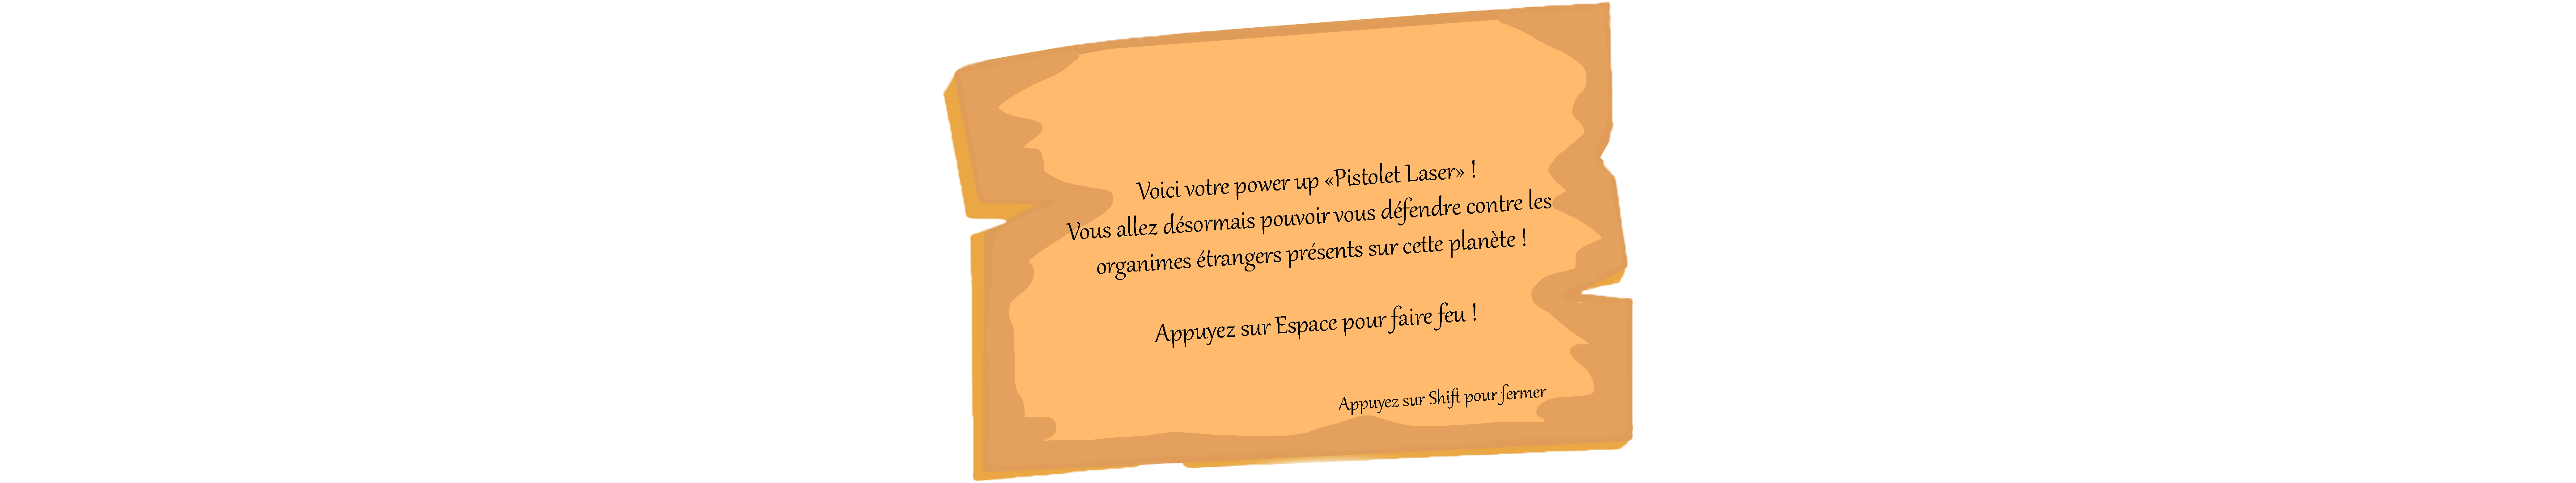 Voici votre power up «Pistolet Laser» !
Vous allez désormais pouvoir vous défendre contre les
organimes étrangers présents sur cette planète !
Appuyez sur Espace pour faire feu !
Appuyez sur Shift pour fermer